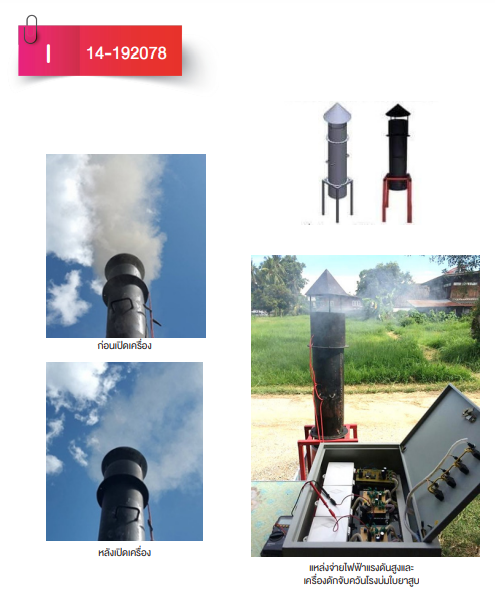 14-192078
ก่อนเปิดเครื่อง
หลังเปิดเครื่อง
แหล่งจ่ายไฟฟ้าแรงดันสูงและ
เครื่องดักจับควันโรงบ่มใบยาสูบ